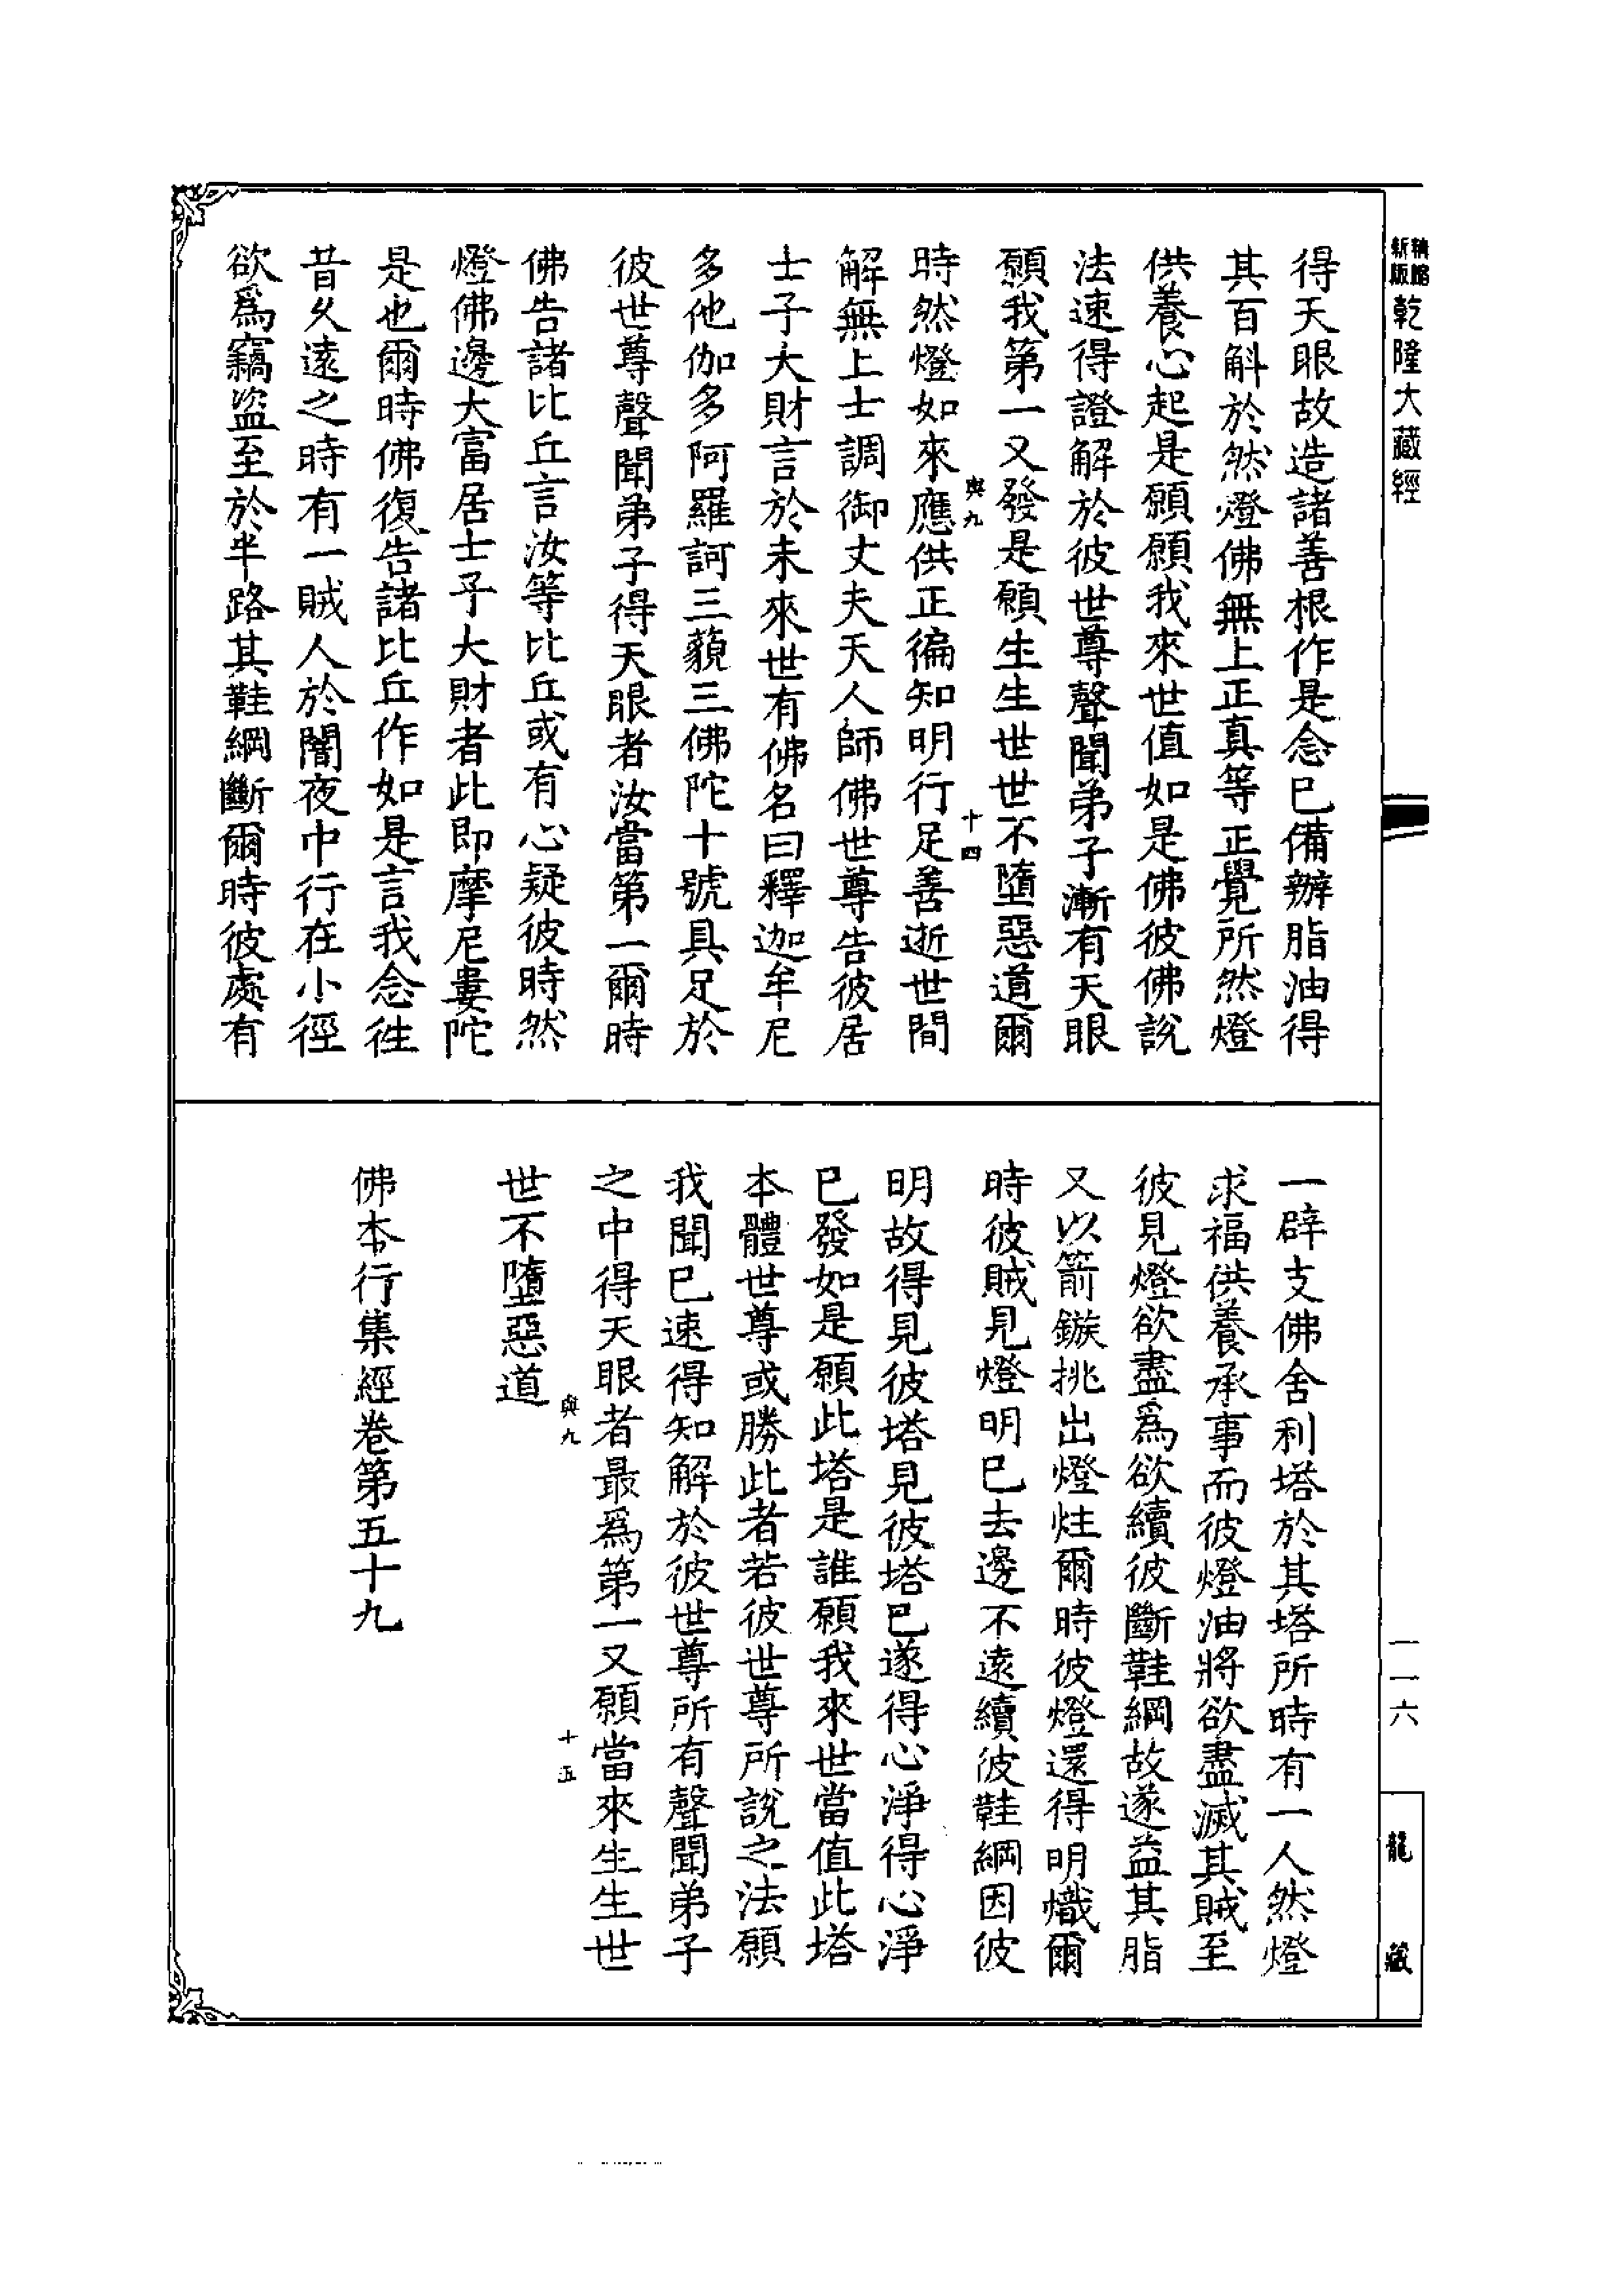 精縮新版乾隆大藏經
得天眼故造諸善根作是念已備辦脂油得
其百斛於然燈佛無上正真等正覺所然燈
供養心起是願願我來世值如是佛彼佛說
法速得證解於彼世尊聲聞弟子漸有天眼
願我第一又發是願生生世世不墮惡道爾
與九
十四
時然燈如來應供正徧知明行足善逝世間
解無上士調御丈夫天人師佛世尊告彼居
士子大財言於未來世有佛名曰釋迦牟尼
多他伽多阿羅訶三藐三佛陀十號具足於
彼世尊聲聞弟子得天眼者汝當第一爾時
佛告諸比丘言汝等比丘或有心疑彼時然
燈佛邊大富居士子大財者此即摩尼婁陀
是也爾時佛復告諸比丘作如是言我念往
昔久遠之時有一賊人於闇夜中行在小徑
欲爲竊盜至於半路其鞋綱斷爾時彼處有
一辟支佛舍利塔於其塔所時有一人然燈
求福供養承事而彼燈油將欲盡滅其賊至
彼見燈欲盡爲欲續彼斷鞋綱故遂益其脂
又以箭鏃挑出燈炷爾時彼燈還得明熾爾
時彼賊見燈明已去邊不遠續彼鞋綱因彼
明故得見彼塔見彼塔已遂得心淨得心淨
已發如是願此塔是誰願我來世當值此塔
本體世尊或勝此者若彼世尊所說之法願
我聞已速得知解於彼世尊所有聲聞弟子
之中得天眼者最爲第一又願當來生生世
與九
十五
世不墮惡道
佛本行集經卷第五十九
一一六
龍藏